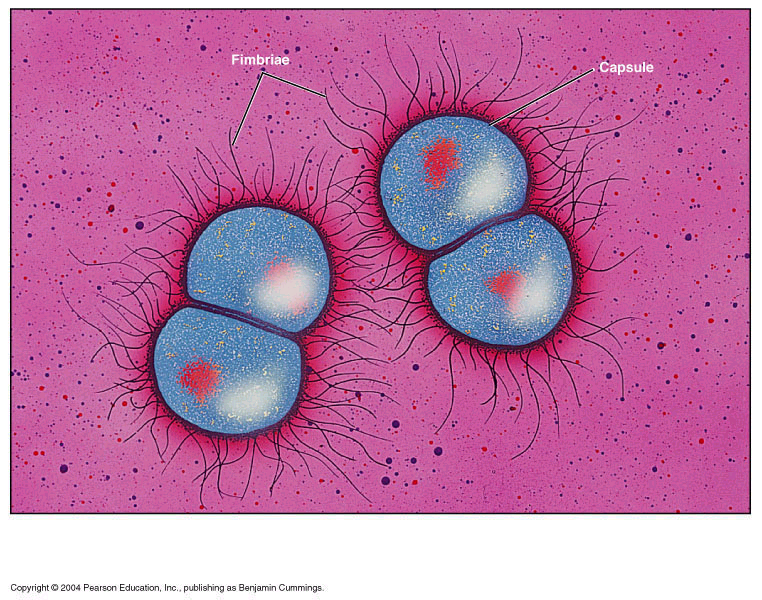 Fimbriae
Capsule
Copyright © 2004 Pearson Education, Inc., publishing as Benjamin Cummings.